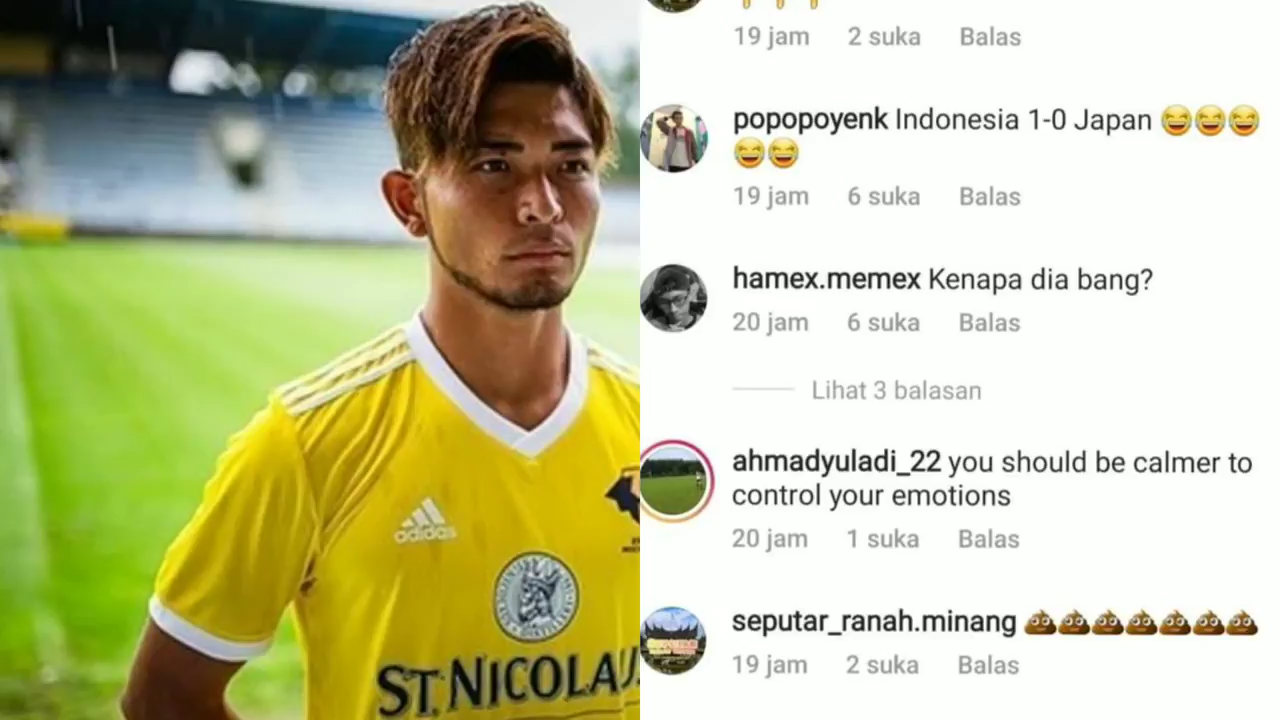 adidas
ST.NICOLAU
19 jam 2 suka Balas
popopoyenk Indonesia 1-0 Japan 😂😂😂
😂😂
19 jam 6 suka Balas
hamex.memex Kenapa dia bang?
20 jam 6 suka Balas
Lihat 3 balasan
ahmadyuladi_22 you should be calmer to
control your emotions
20 jam 1 suka Balas
seputar_ranah.minang 💩💩💩💩💩💩💩
19 jam 2 suka Balas